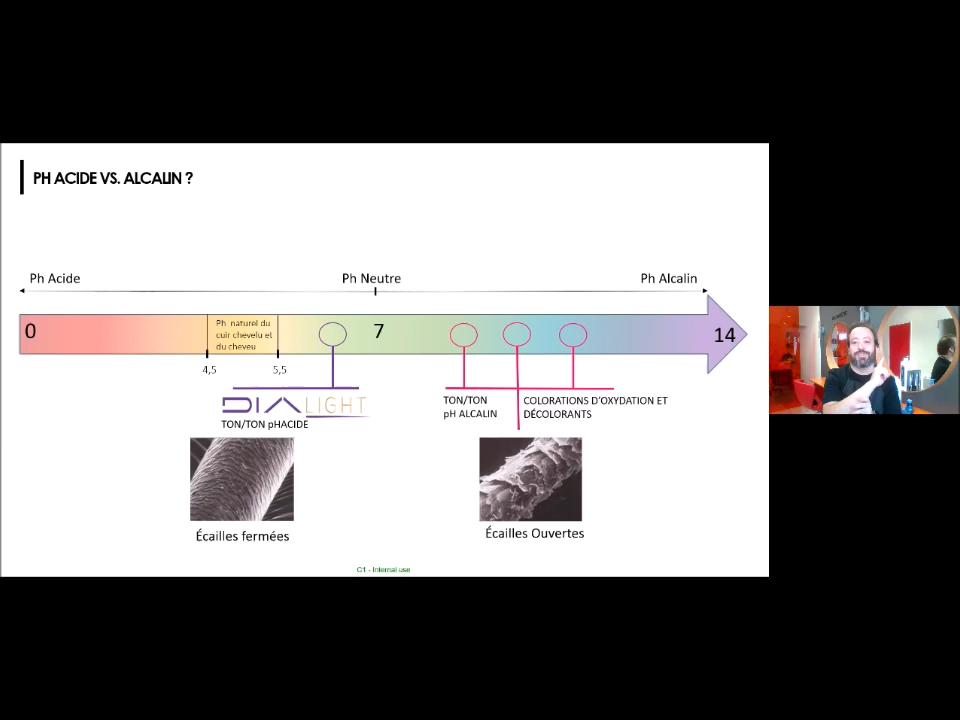 PH ACIDE VS. ALCALIN ?
Ph Acide
Ph Neutre
Ph Alcalin
0
Ph naturel du
cuir chevelu et
du cheveu
7
14
4,5
5,5
DIALIGHT
TON/TON pHACIDE
TON/TON
pH ALCALIN
COLORATIONS D'OXYDATION ET
DÉCOLORANTS
Écailles fermées
Écailles Ouvertes
C1 - Internal use